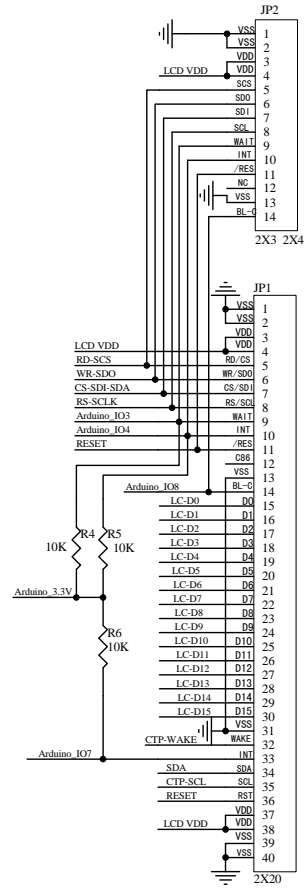 JP2
VSS 1
VSS 2
VDD 3
LCD VDD VDD 4
SCS 5
SDO 6
SDI 7
SCL 8
WAIT 9
INT 10
/RES 11
NC 12
VSS 13
BL-C 14
2X3 2X4
JP1
VSS 1
VSS 2
VDD 3
LCD VDD VDD 4
RD-SCS RD/CS 5
WR-SDO WR/SDO 6
CS-SDI-SDA CS/SDI 7
RS-SCLK RS/SCL 8
Arduino_IO3 WAIT 9
Arduino_IO4 INT 10
RESET /RES 11
C86 12
VSS 13
Arduino_IO8 BL-C 14
LC-D0 D0 15
LC-D1 D1 16
R4 R5 LC-D2 D2 17
10K 10K LC-D3 D3 18
LC-D4 D4 19
LC-D5 D5 20
LC-D6 D6 21
Arduino_3.3V LC-D7 D7 22
LC-D8 D8 23
R6 LC-D9 D9 24
10K LC-D10 D10 25
LC-D11 D11 26
LC-D12 D12 27
LC-D13 D13 28
LC-D14 D14 29
LC-D15 D15 30
VSS 31
CTP-WAKE WAKE 32
Arduino_IO7 INT 33
SDA SDA 34
CTP-SCL SCL 35
RESET RST 36
VDD 37
LCD VDD VDD 38
VSS 39
VSS 40
2X20